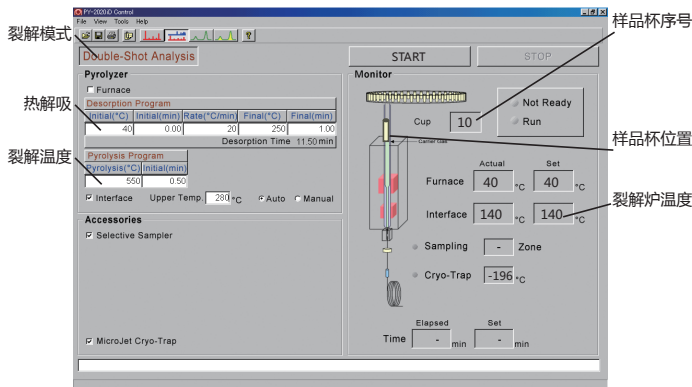 PY-2020iD Control
File View Tools Help
裂解模式
样品杯序号
Double-Shot Analysis
START
STOP
Pyrolyzer
Monitor
Furnace
热解吸
Desorption Program
Initial(°C) Initial(min) Rate(°C/min) Final(°C) Final(min)
40 0.00 20 250 1.00
Desorption Time 11.50 min
Cup 10
Not Ready
Run
Carrier Gas
样品杯位置
裂解温度
Pyrolysis Program
Pyrolysis(°C) Initial(min)
550 0.50
Interface Upper Temp. 280 °C Auto Manual
Actual Set
Furnace 40 °C 40 °C
裂解炉温度
Interface 140 °C 140 °C
Accessories
Selective Sampler
Sampling - Zone
Cryo-Trap -196 °C
Elapsed Set
Time - min - min
MicroJet Cryo-Trap